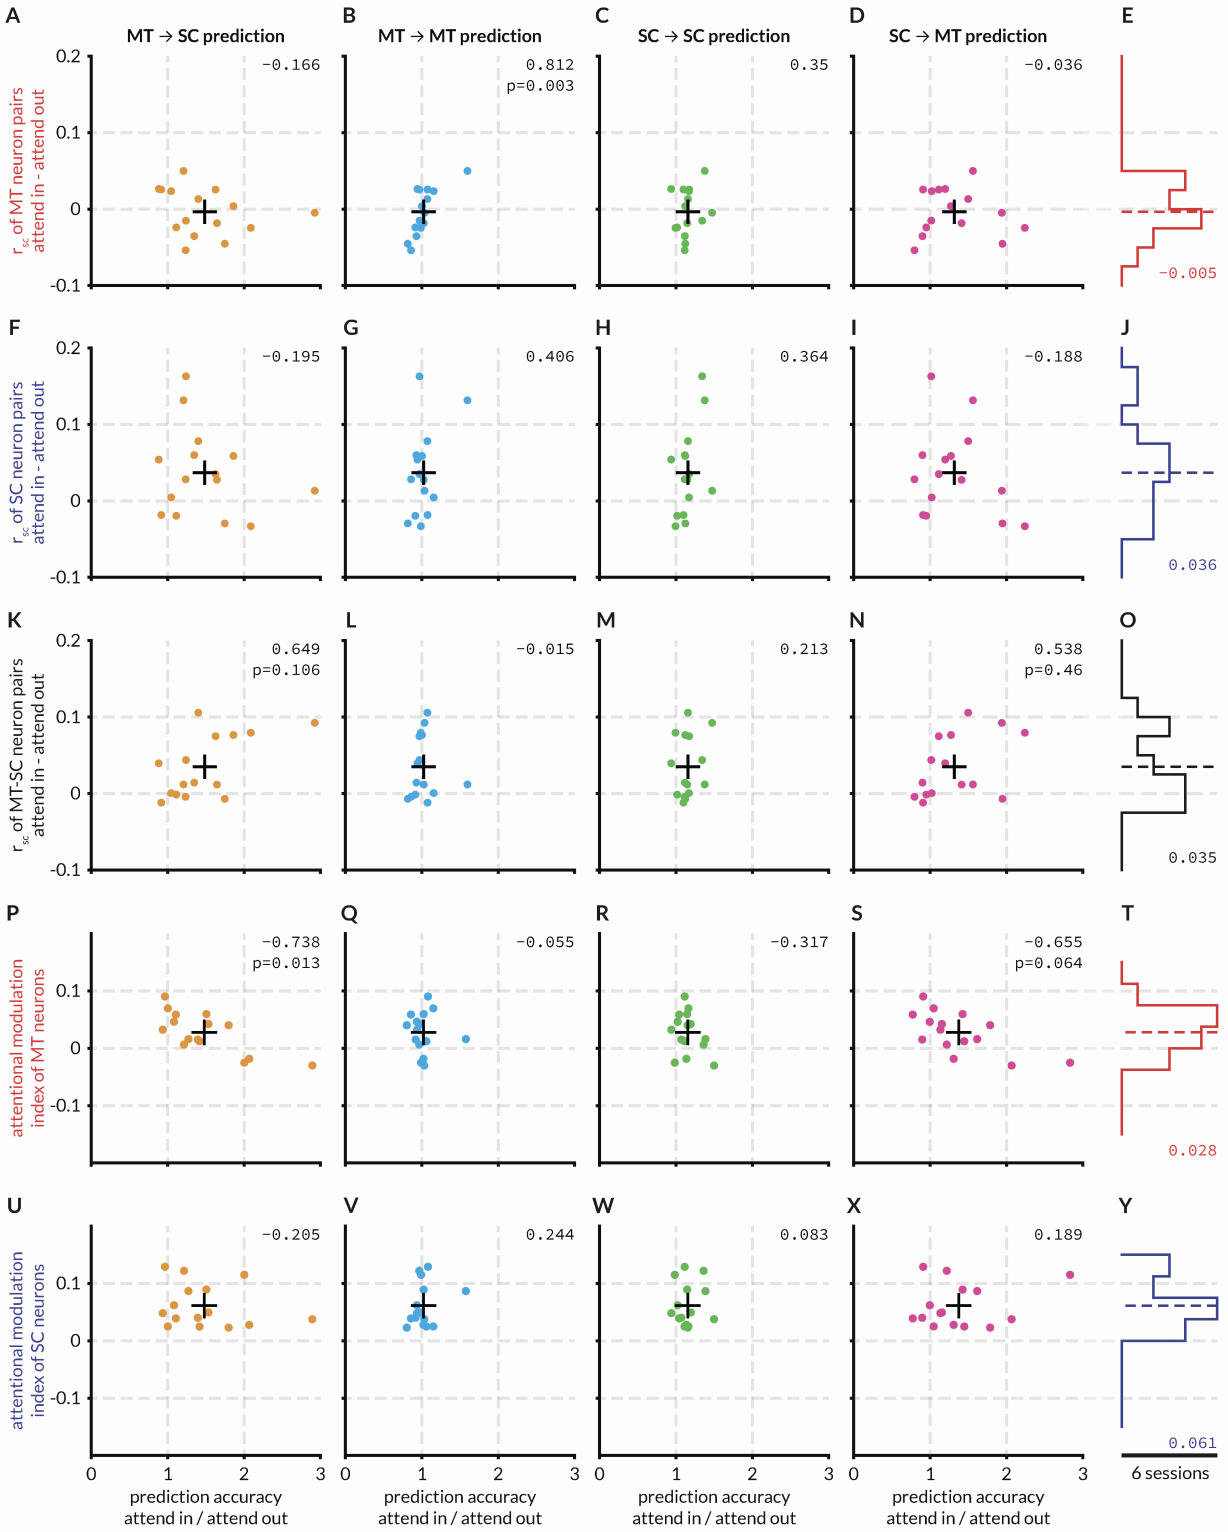 A B C D E
MT → SC prediction MT → MT prediction SC → SC prediction SC → MT prediction
r_sc of MT neuron pairs
attend in - attend out
0.2
0.1
0
-0.1
−0.166
0.812
p=0.003
0.35
−0.036
−0.005
F G H I J
r_sc of SC neuron pairs
attend in - attend out
0.2
0.1
0
-0.1
−0.195
0.406
0.364
−0.188
0.036
K L M N O
r_sc of MT-SC neuron pairs
attend in - attend out
0.2
0.1
0
-0.1
0.649
p=0.106
−0.015
0.213
0.538
p=0.46
0.035
P Q R S T
attentional modulation
index of MT neurons
0.1
0
-0.1
−0.738
p=0.013
−0.055
−0.317
−0.655
p=0.064
0.028
U V W X Y
attentional modulation
index of SC neurons
0.1
0
-0.1
−0.205
0.244
0.083
0.189
0.061
0 1 2 3 0 1 2 3 0 1 2 3 0 1 2 3
6 sessions
prediction accuracy
attend in / attend out
prediction accuracy
attend in / attend out
prediction accuracy
attend in / attend out
prediction accuracy
attend in / attend out